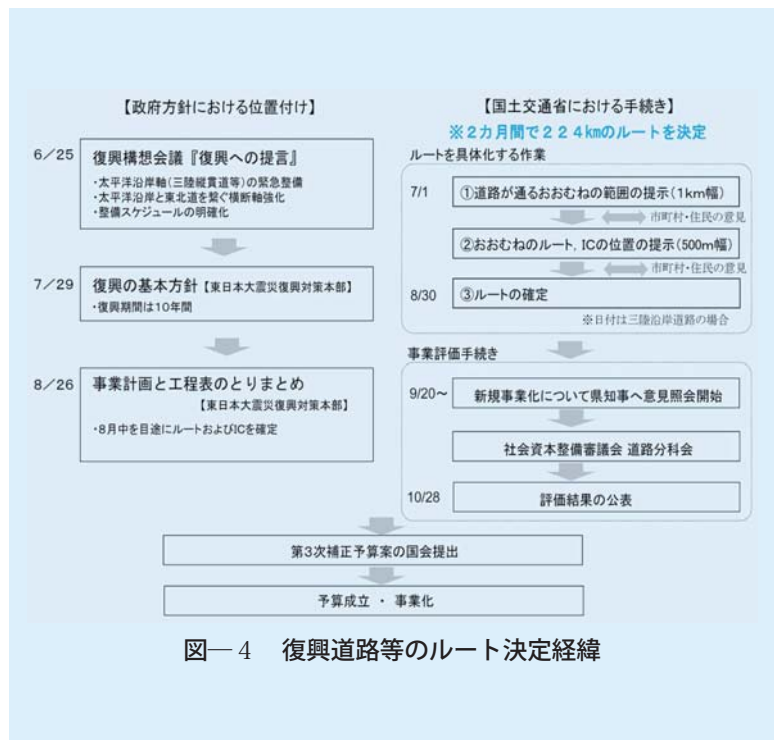 【政府方針における位置付け】
6／25
復興構想会議『復興への提言』
・太平洋沿岸軸(三陸縦貫道等)の緊急整備
・太平洋沿岸と東北道を繋ぐ横断軸強化
・整備スケジュールの明確化
7／29
復興の基本方針【東日本大震災復興対策本部】
・復興期間は10年間
8／26
事業計画と工程表のとりまとめ
【東日本大震災復興対策本部】
・8月中を目途にルートおよびICを確定
【国土交通省における手続き】
※２カ月間で２２４kmのルートを決定
ルートを具体化する作業
7/1
①道路が通るおおむねの範囲の提示(1km幅)
市町村・住民の意見
②おおむねのルート, ICの位置の提示(500m幅)
市町村・住民の意見
8/30
③ルートの確定
※日付は三陸沿岸道路の場合
事業評価手続き
9/20～
新規事業化について県知事へ意見照会開始
社会資本整備審議会 道路分科会
10/28
評価結果の公表
第3次補正予算案の国会提出
予算成立 ・ 事業化
図―4　復興道路等のルート決定経緯